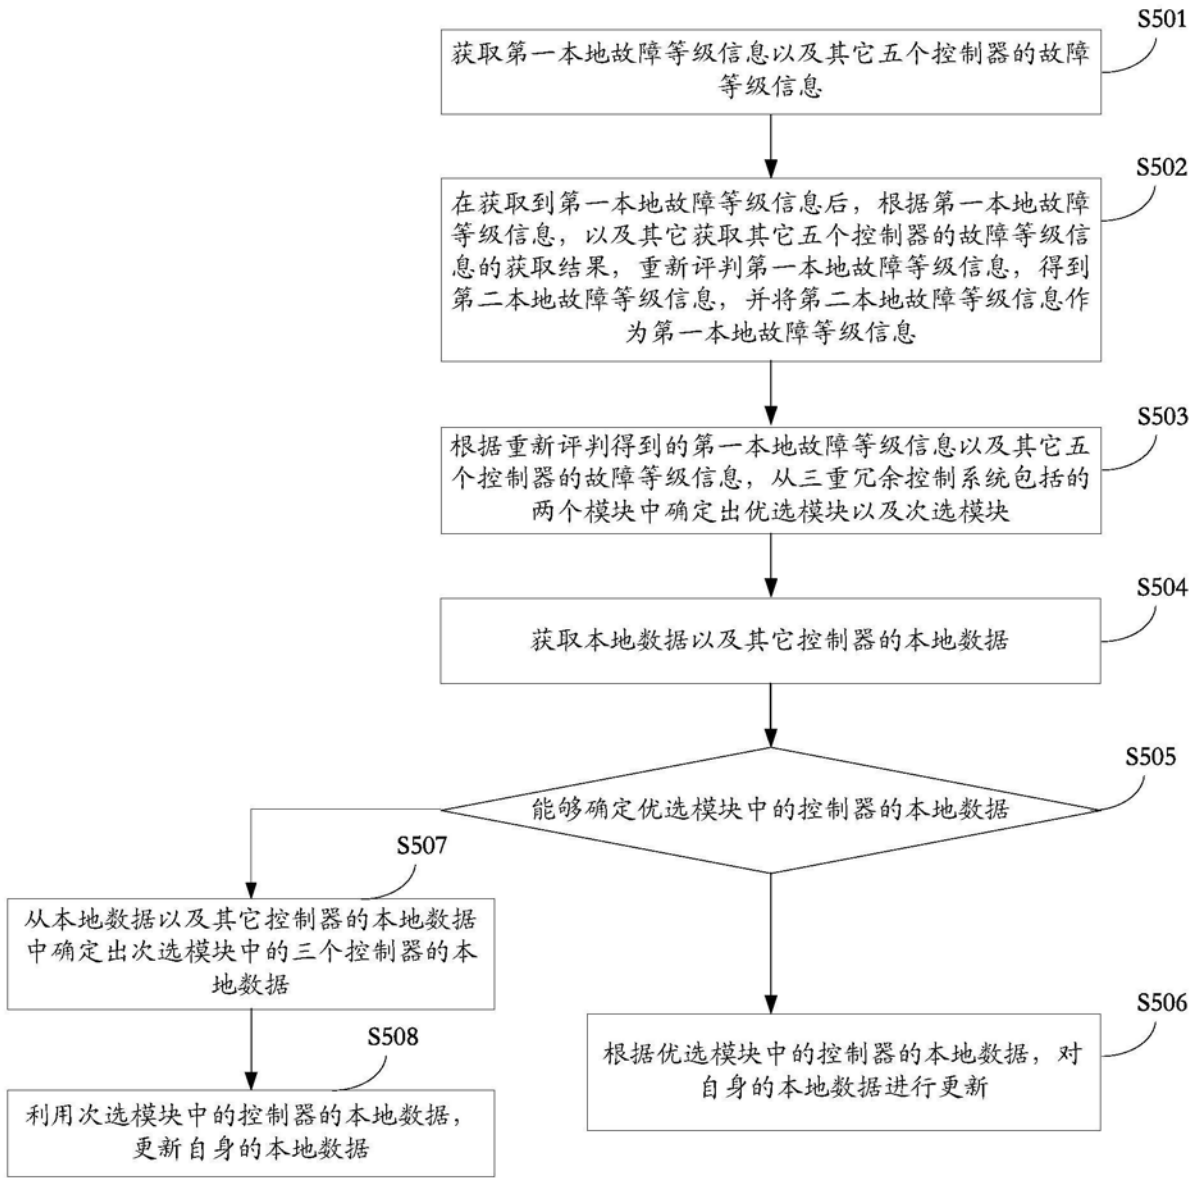 S501
获取第一本地故障等级信息以及其它五个控制器的故障
等级信息
S502
在获取到第一本地故障等级信息后，根据第一本地故障
等级信息，以及其它获取其它五个控制器的故障等级信
息的获取结果，重新评判第一本地故障等级信息，得到
第二本地故障等级信息，并将第二本地故障等级信息作
为第一本地故障等级信息
S503
根据重新评判得到的第一本地故障等级信息以及其它五
个控制器的故障等级信息，从三重冗余控制系统包括的
两个模块中确定出优选模块以及次选模块
S504
获取本地数据以及其它控制器的本地数据
S505
能够确定优选模块中的控制器的本地数据
S507
从本地数据以及其它控制器的本地数据
中确定出次选模块中的三个控制器的本
地数据
S506
根据优选模块中的控制器的本地数据，对
自身的本地数据进行更新
S508
利用次选模块中的控制器的本地数据，
更新自身的本地数据